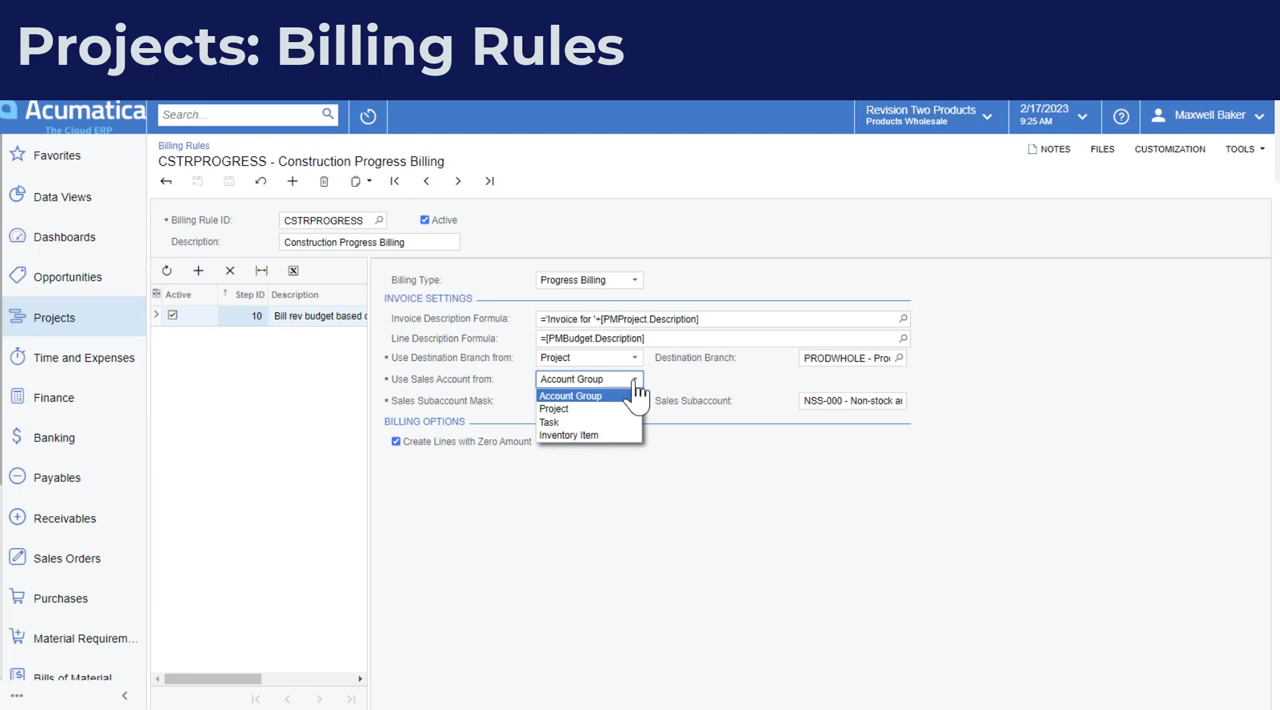 Projects: Billing Rules
Acumatica
The Cloud ERP
Search...
Revision Two Products
Products Wholesale
2/17/2023
9:25 AM
Maxwell Baker
Favorites
Data Views
Dashboards
Opportunities
Projects
Time and Expenses
Finance
Banking
Payables
Receivables
Sales Orders
Purchases
Material Requirem...
Bills of Material
Billing Rules
CSTRPROGRESS - Construction Progress Billing
NOTES FILES CUSTOMIZATION TOOLS
* Billing Rule ID: CSTRPROGRESS Active
Description: Construction Progress Billing
Active Step ID Description
10 Bill rev budget based
Billing Type: Progress Billing
INVOICE SETTINGS
Invoice Description Formula: ='Invoice for '+[PMProject.Description]
Line Description Formula: =[PMBudget.Description]
* Use Destination Branch from: Project Destination Branch: PRODWHOLE - Pro
* Use Sales Account from: Account Group
Account Group
Project
Task
Inventory Item
* Sales Subaccount Mask: Sales Subaccount: NSS-000 - Non-stock a
BILLING OPTIONS
Create Lines with Zero Amount